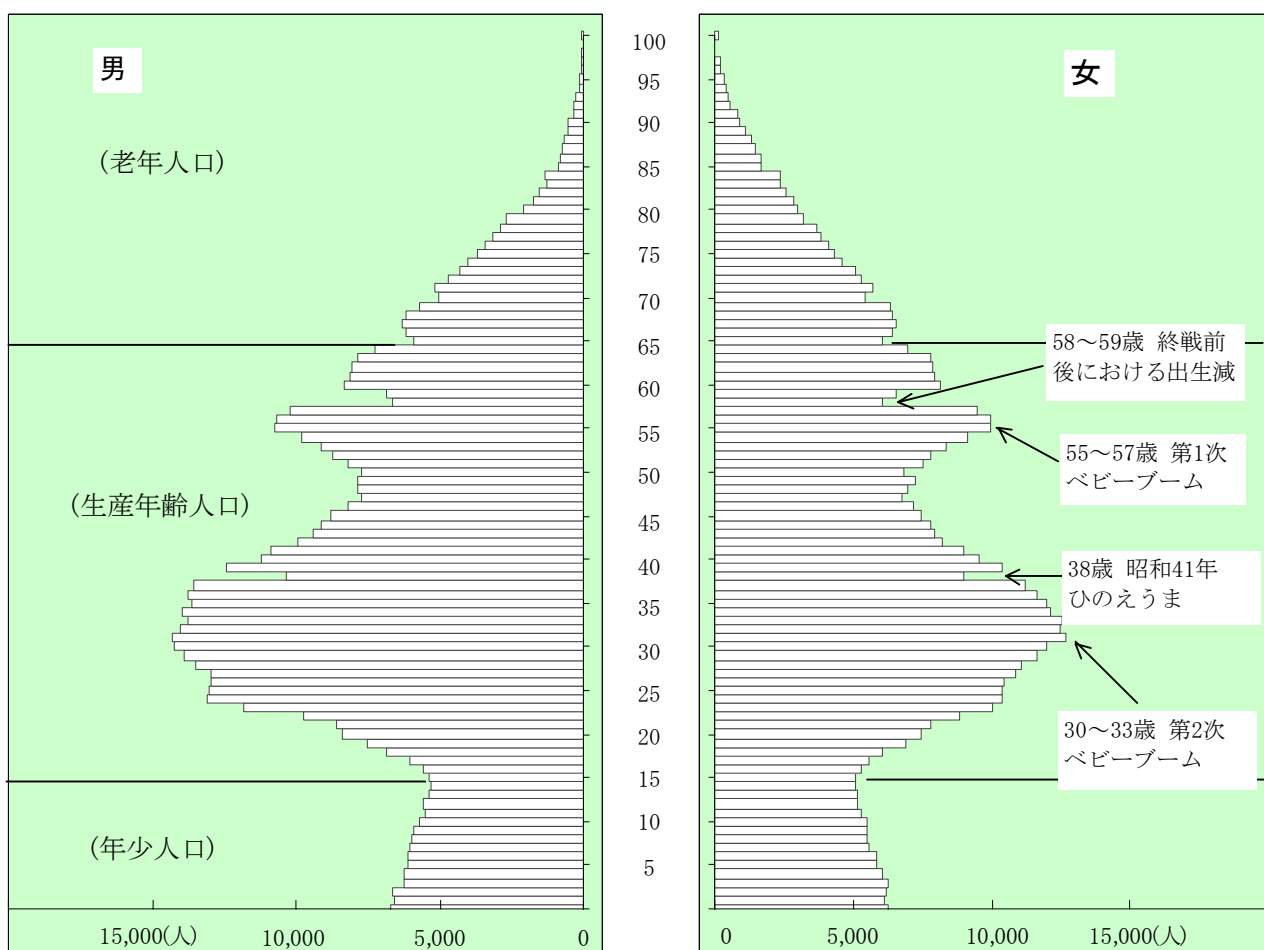 男
(老年人口)
(生産年齢人口)
(年少人口)
15,000(人)
10,000
5,000
0
100
95
90
85
80
75
70
65
60
55
50
45
40
35
30
25
20
15
10
5
女
58～59歳 終戦前
後における出生減
55～57歳 第1次
ベビーブーム
38歳 昭和41年
ひのえうま
30～33歳 第2次
ベビーブーム
0
5,000
10,000
15,000(人)